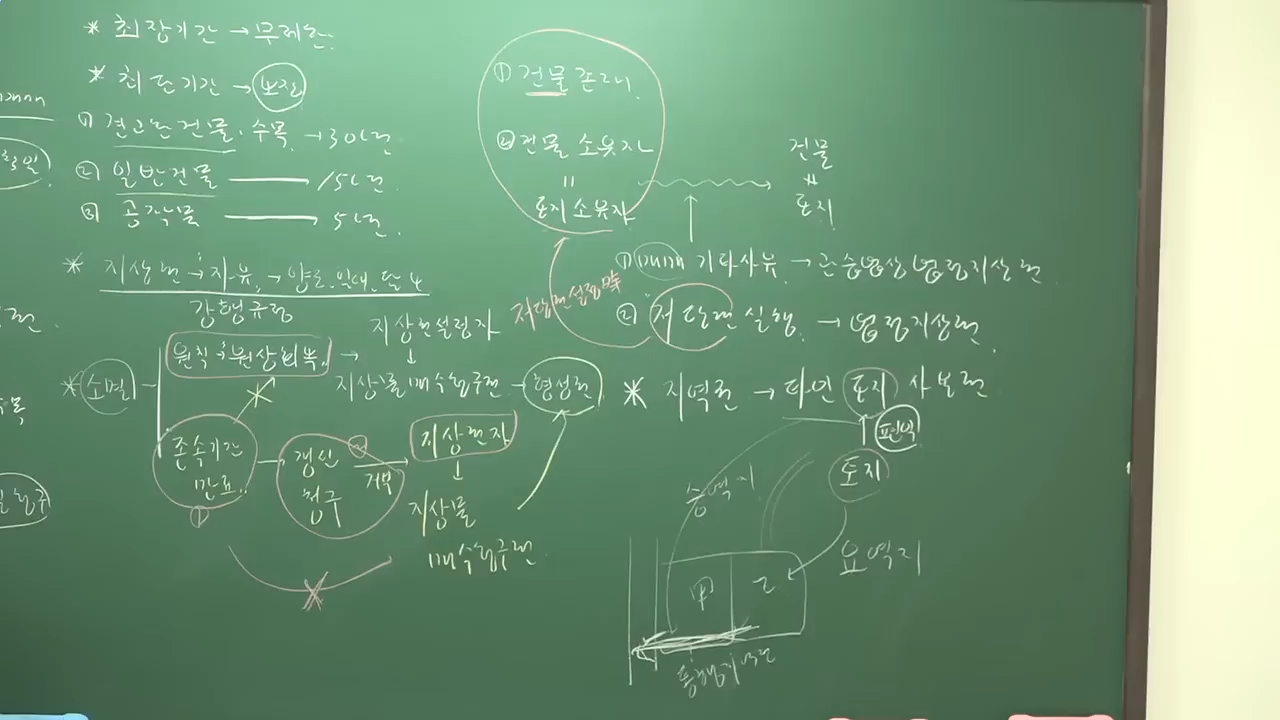 * 최장기간 → 무제한
* 최단기간 → 보장
① 견고한 건물·수목 → 30년
② 일반건물 — 15년
③ 공작물 — 5년
* 지상권 → 자유 → 양도, 임대, 담보
강행규정
* 소멸
원칙 → 원상회복 → 지상권설정자
↓
지상물매수청구권 → 형성권
존속기간 만료 ①
갱신청구 ②
거부
지상권자
↓
지상물
매수청구권
① 건물존재
② 건물 소유자
=
토지소유자
건물
토지
① 매매 기타사유 → 관습법상 법정지상권
② 저당권 실행 → 법정지상권
저당권설정
* 지역권 → 타인 토지 사용권
편익
토지
승역지
요역지
甲
乙
통행지역권